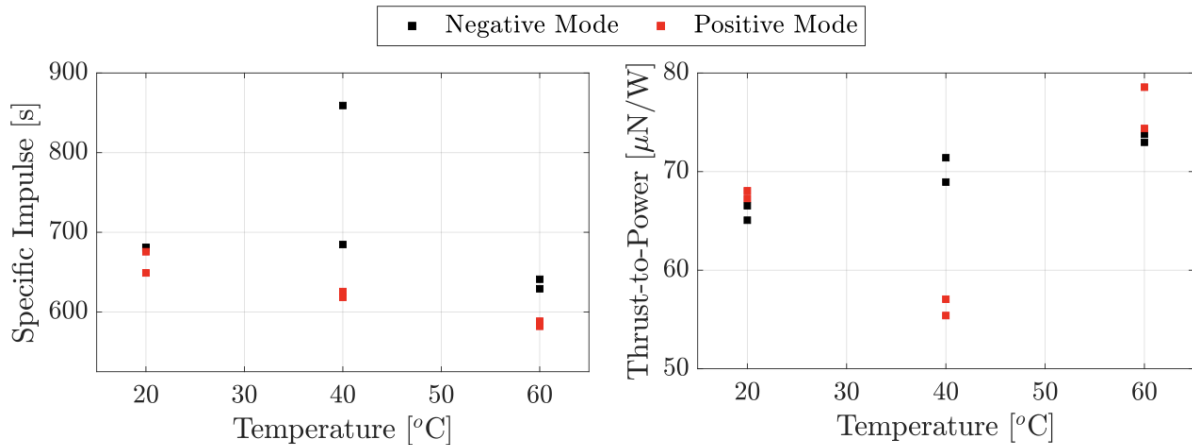 Negative Mode Positive Mode
Specific Impulse [s]
900
800
700
600
20 30 40 50 60
Temperature [°C]
Thrust-to-Power [μN/W]
80
70
60
50
20 30 40 50 60
Temperature [°C]